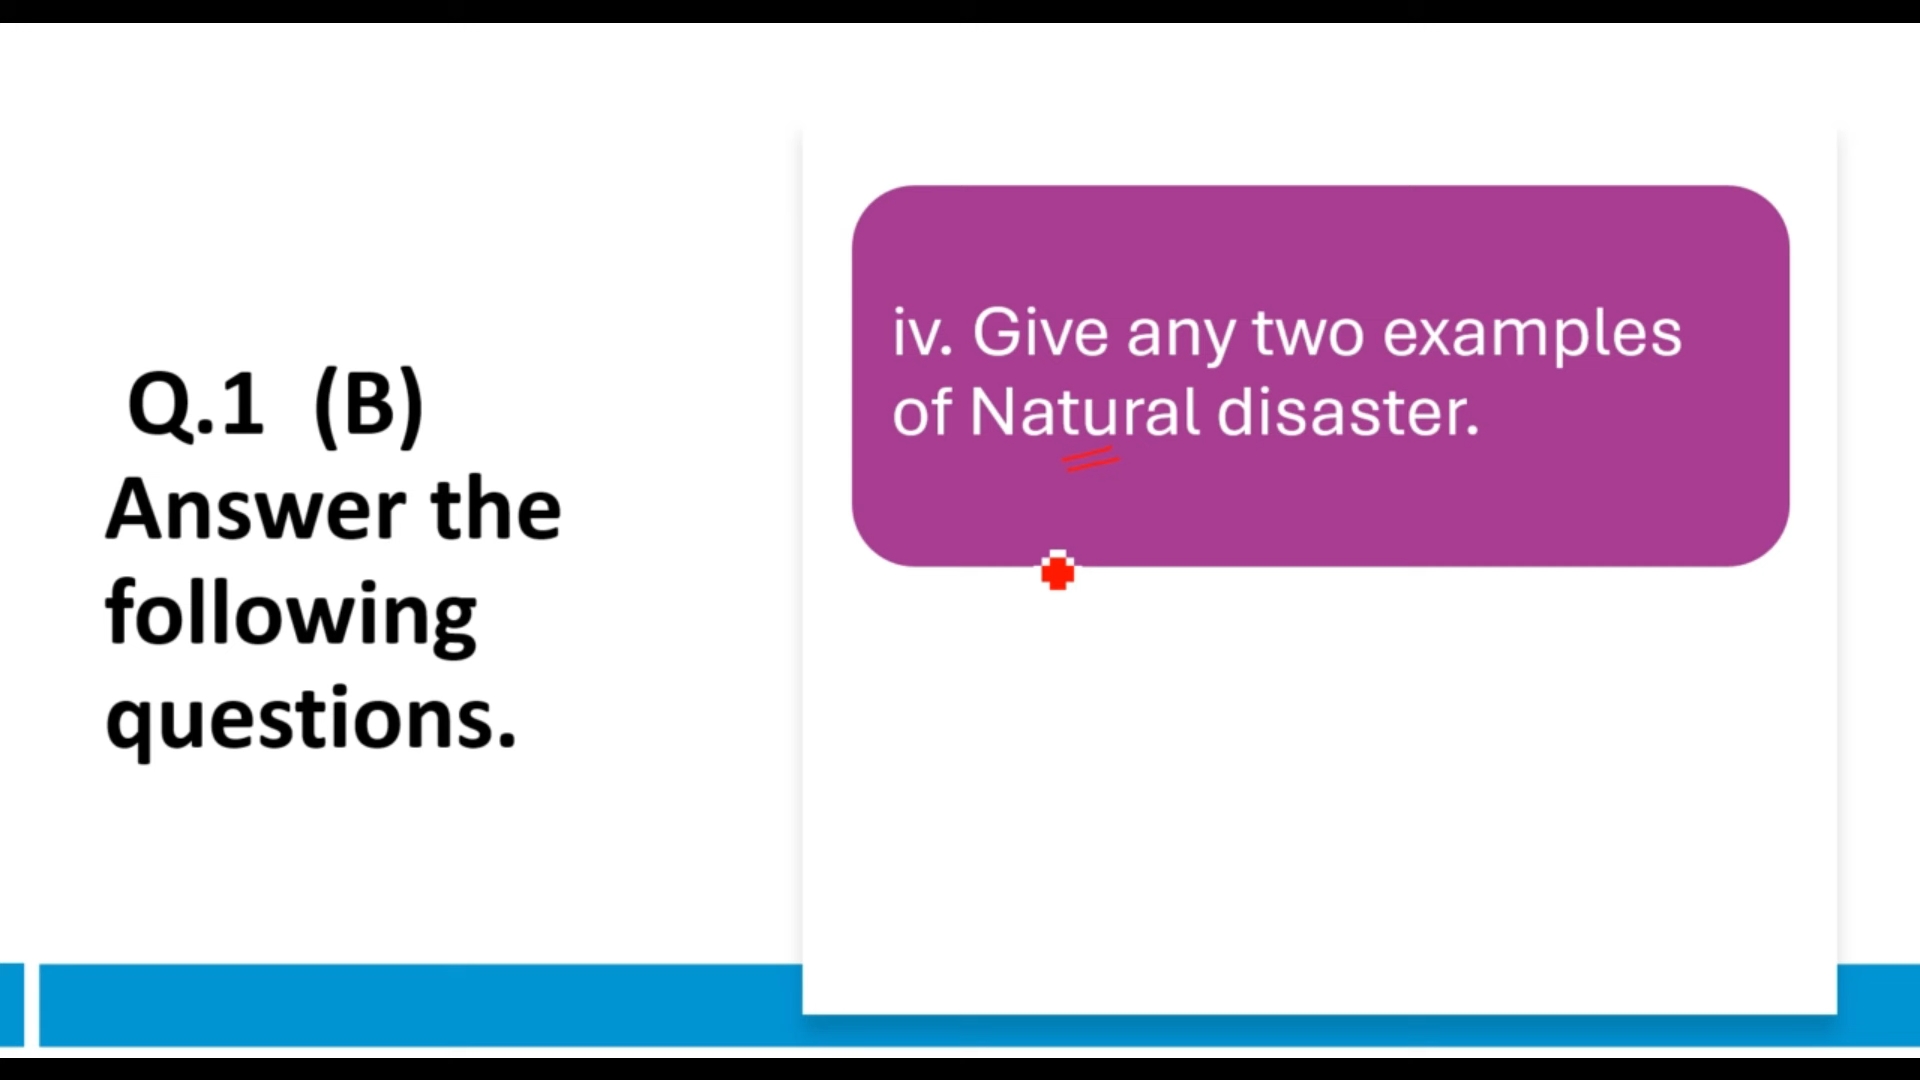 Q.1 (B)
Answer the
following
questions.
iv. Give any two examples
of Natural disaster.